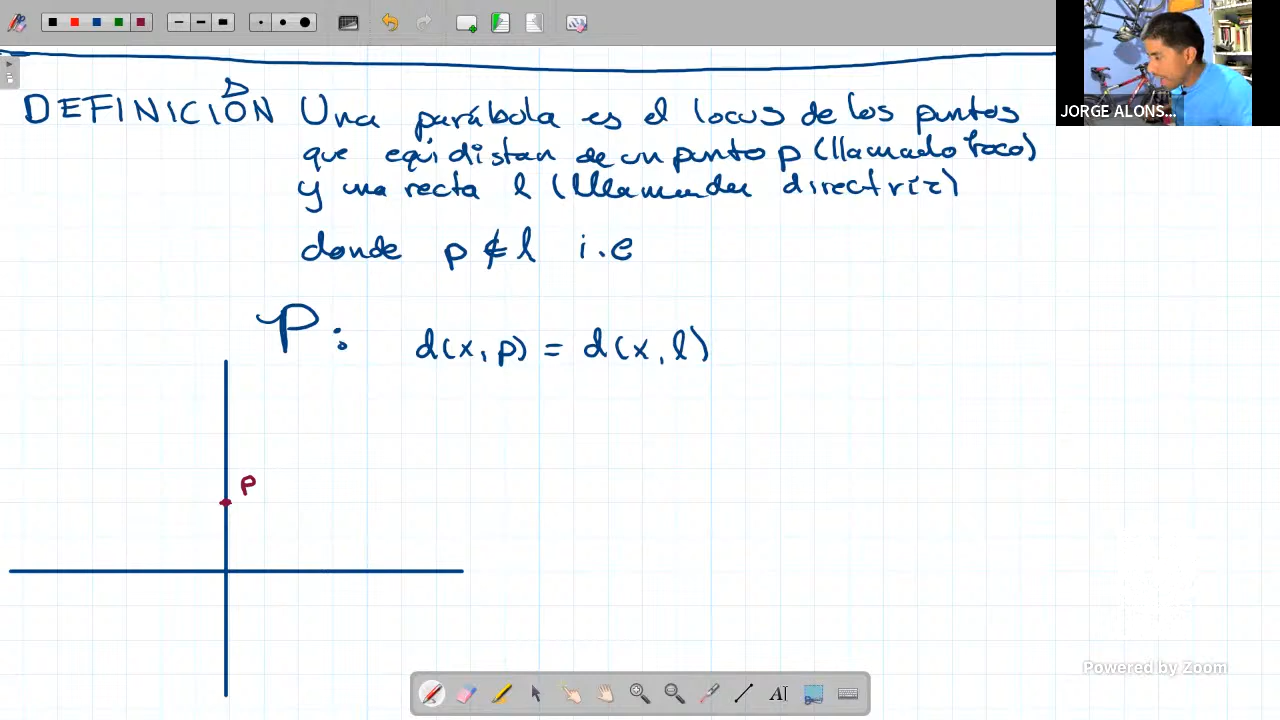 JORGE ALONS...
DEFINICIÓN Una parábola es el locus de los puntos
que equidistan de un punto p (llamado foco)
y una recta l (llamada directriz)
donde p ∉ l i.e
P:
d(x, p) = d(x, l)
P
Powered by Zoom